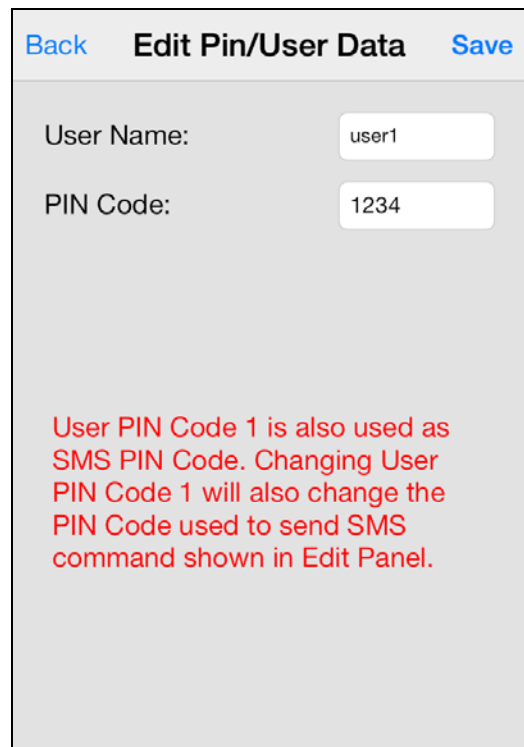 Back Edit Pin/User Data Save
User Name: user1
PIN Code: 1234
User PIN Code 1 is also used as
SMS PIN Code. Changing User
PIN Code 1 will also change the
PIN Code used to send SMS
command shown in Edit Panel.